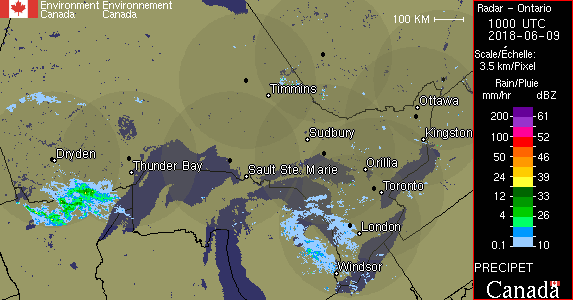 Environment Environnement
Canada Canada
100 KM
Timmins
Ottawa
Sudbury
Kingston
Dryden
Thunder Bay
Sault Ste. Marie
Orillia
Toronto
London
Windsor
Radar - Ontario
1000 UTC
2018-06-09
Scale/Échelle:
3.5 km/Pixel
Rain/Pluie
mm/hr dBZ
200 61
100 52
50 46
24 39
12 33
4 26
0.1 10
PRECIPET
Canada